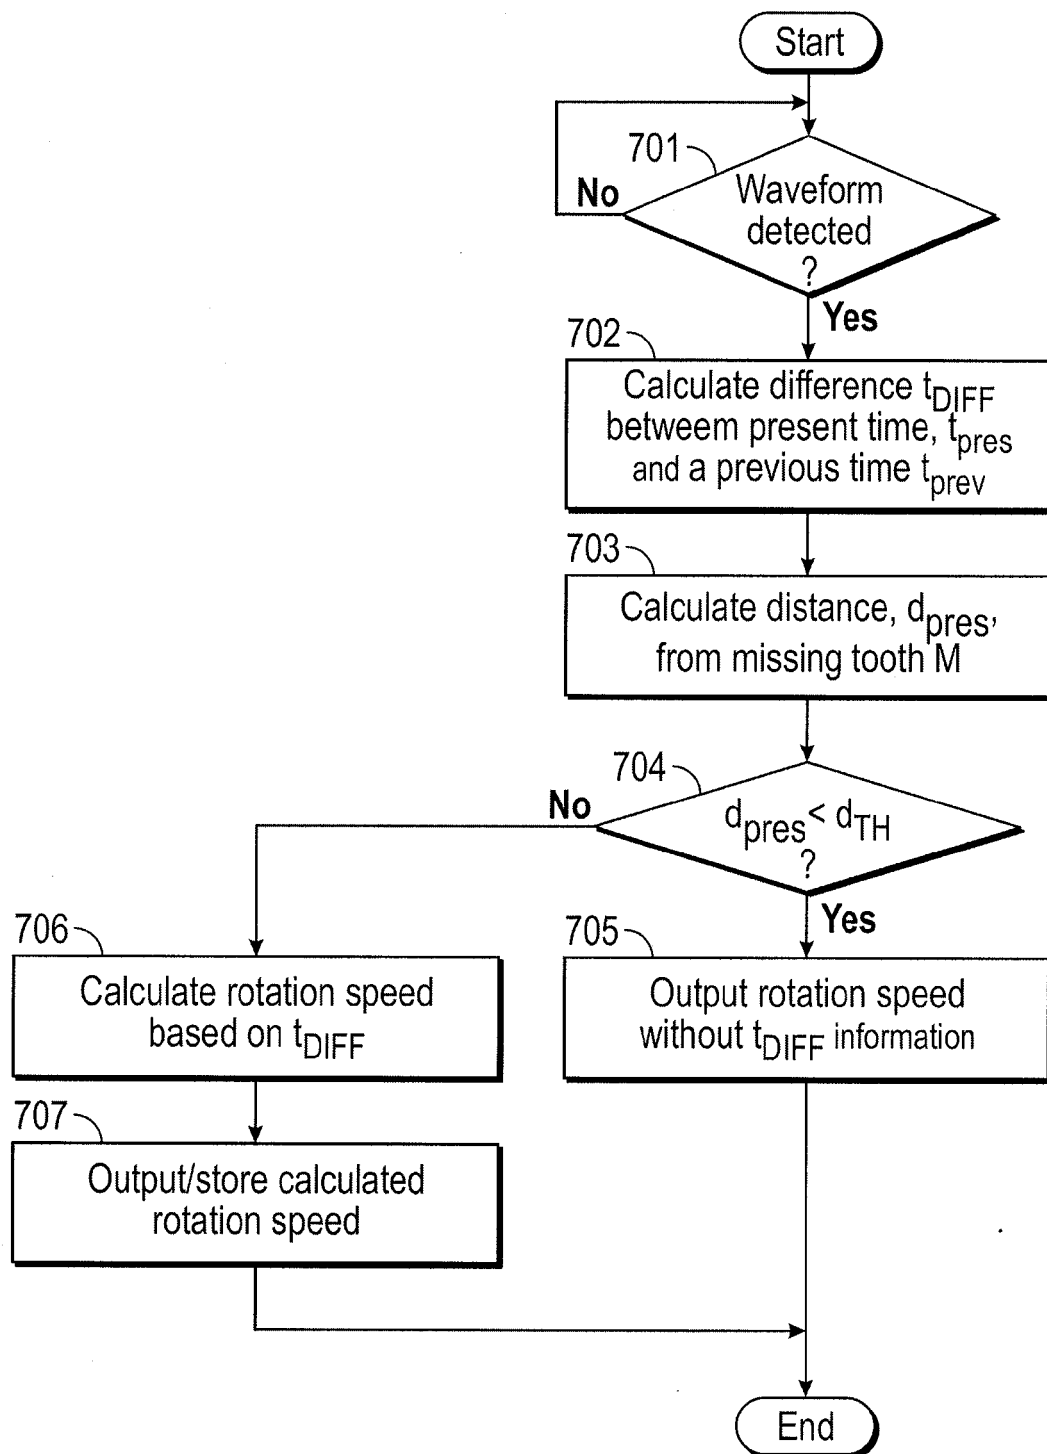 Start
701
Waveform
detected
?
No
Yes
702
Calculate difference tDIFF
betweem present time, tpres
and a previous time tprev
703
Calculate distance, dpres,
from missing tooth M
704
dpres < dTH
?
No
Yes
706
Calculate rotation speed
based on tDIFF
705
Output rotation speed
without tDIFF information
707
Output/store calculated
rotation speed
End